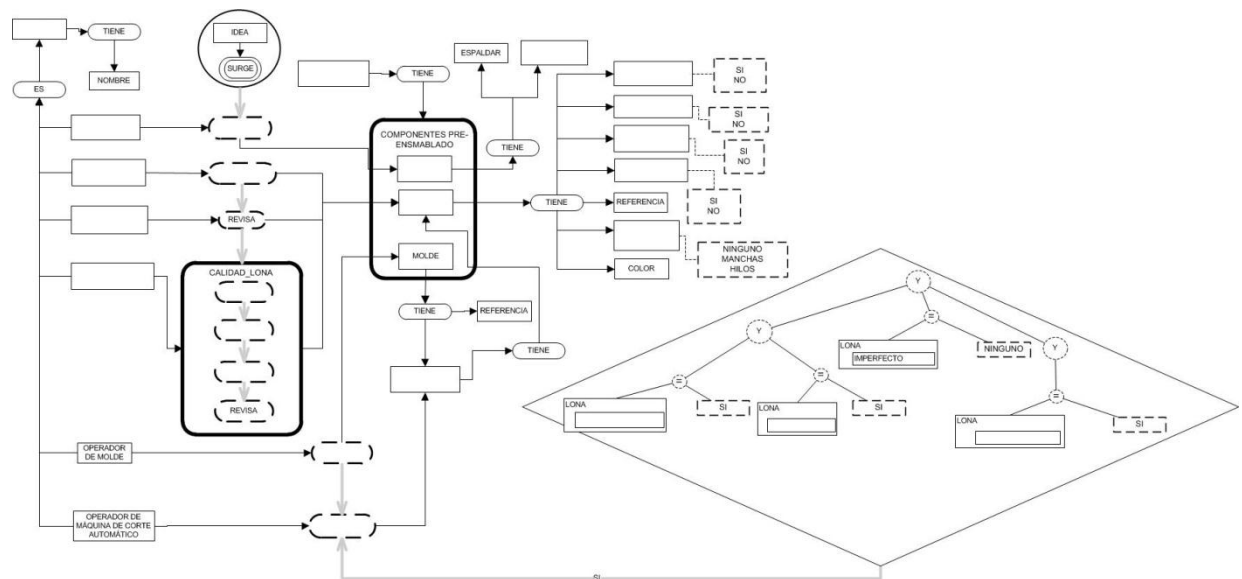 TIENE
NOMBRE
ES
IDEA
SURGE
TIENE
ESPALDAR
TIENE
COMPONENTES PRE-
ENSMABLADO
MOLDE
REVISA
CALIDAD_LONA
REVISA
TIENE
REFERENCIA
TIENE
OPERADOR
DE MOLDE
OPERADOR DE
MÁQUINA DE CORTE
AUTOMÁTICO
TIENE
SI
NO
SI
NO
SI
NO
SI
NO
REFERENCIA
NINGUNO
MANCHAS
HILOS
COLOR
Y
=
LONA
IMPERFECTO
NINGUNO
Y
=
LONA
SI
=
LONA
SI
Y
=
LONA
SI
SI